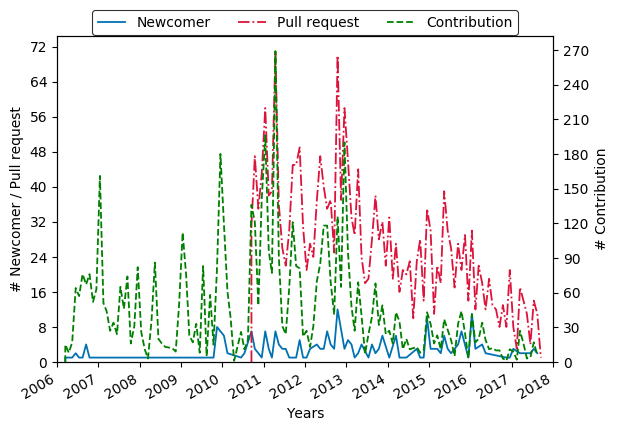 Newcomer Pull request Contribution
72 270
64 240
56 210
48 180
40 150
32 120
24 90
16 60
8 30
0 0
# Newcomer / Pull request
# Contribution
2006 2007 2008 2009 2010 2011 2012 2013 2014 2015 2016 2017 2018
Years